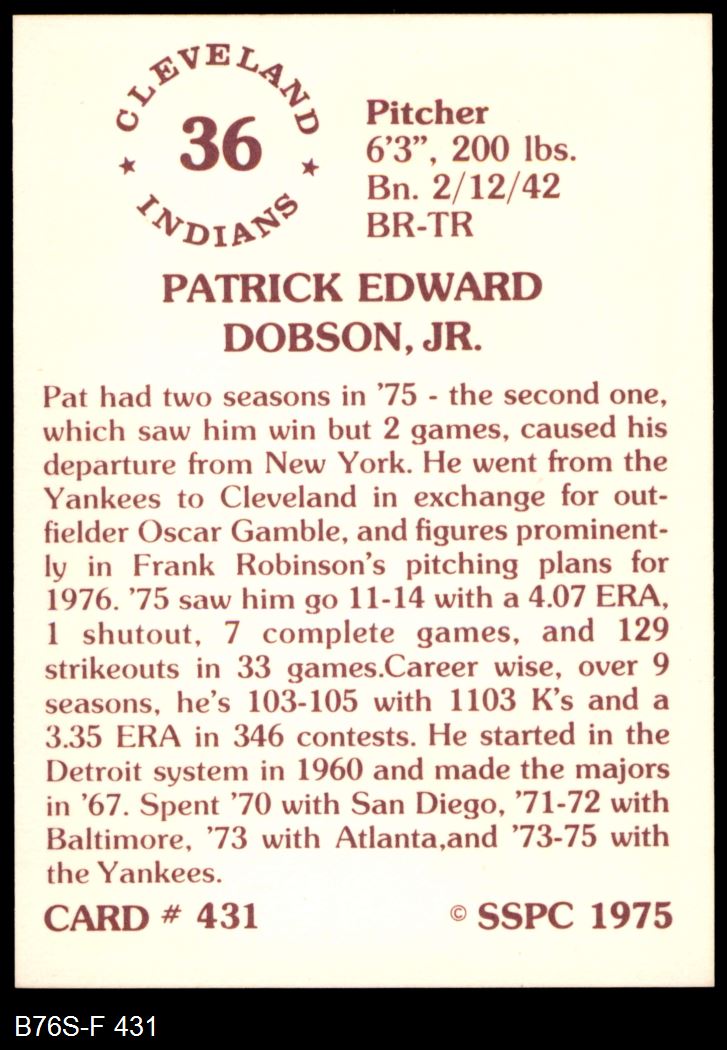 CLEVELAND
36
INDIANS
Pitcher
6'3”, 200 lbs.
Bn. 2/12/42
BR-TR
PATRICK EDWARD
DOBSON, JR.
Pat had two seasons in '75 - the second one,
which saw him win but 2 games, caused his
departure from New York. He went from the
Yankees to Cleveland in exchange for out-
fielder Oscar Gamble, and figures prominent-
ly in Frank Robinson's pitching plans for
1976. '75 saw him go 11-14 with a 4.07 ERA,
1 shutout, 7 complete games, and 129
strikeouts in 33 games.Career wise, over 9
seasons, he's 103-105 with 1103 K's and a
3.35 ERA in 346 contests. He started in the
Detroit system in 1960 and made the majors
in '67. Spent '70 with San Diego, '71-72 with
Baltimore, '73 with Atlanta,and '73-75 with
the Yankees.
CARD # 431
© SSPC 1975
B76S-F 431